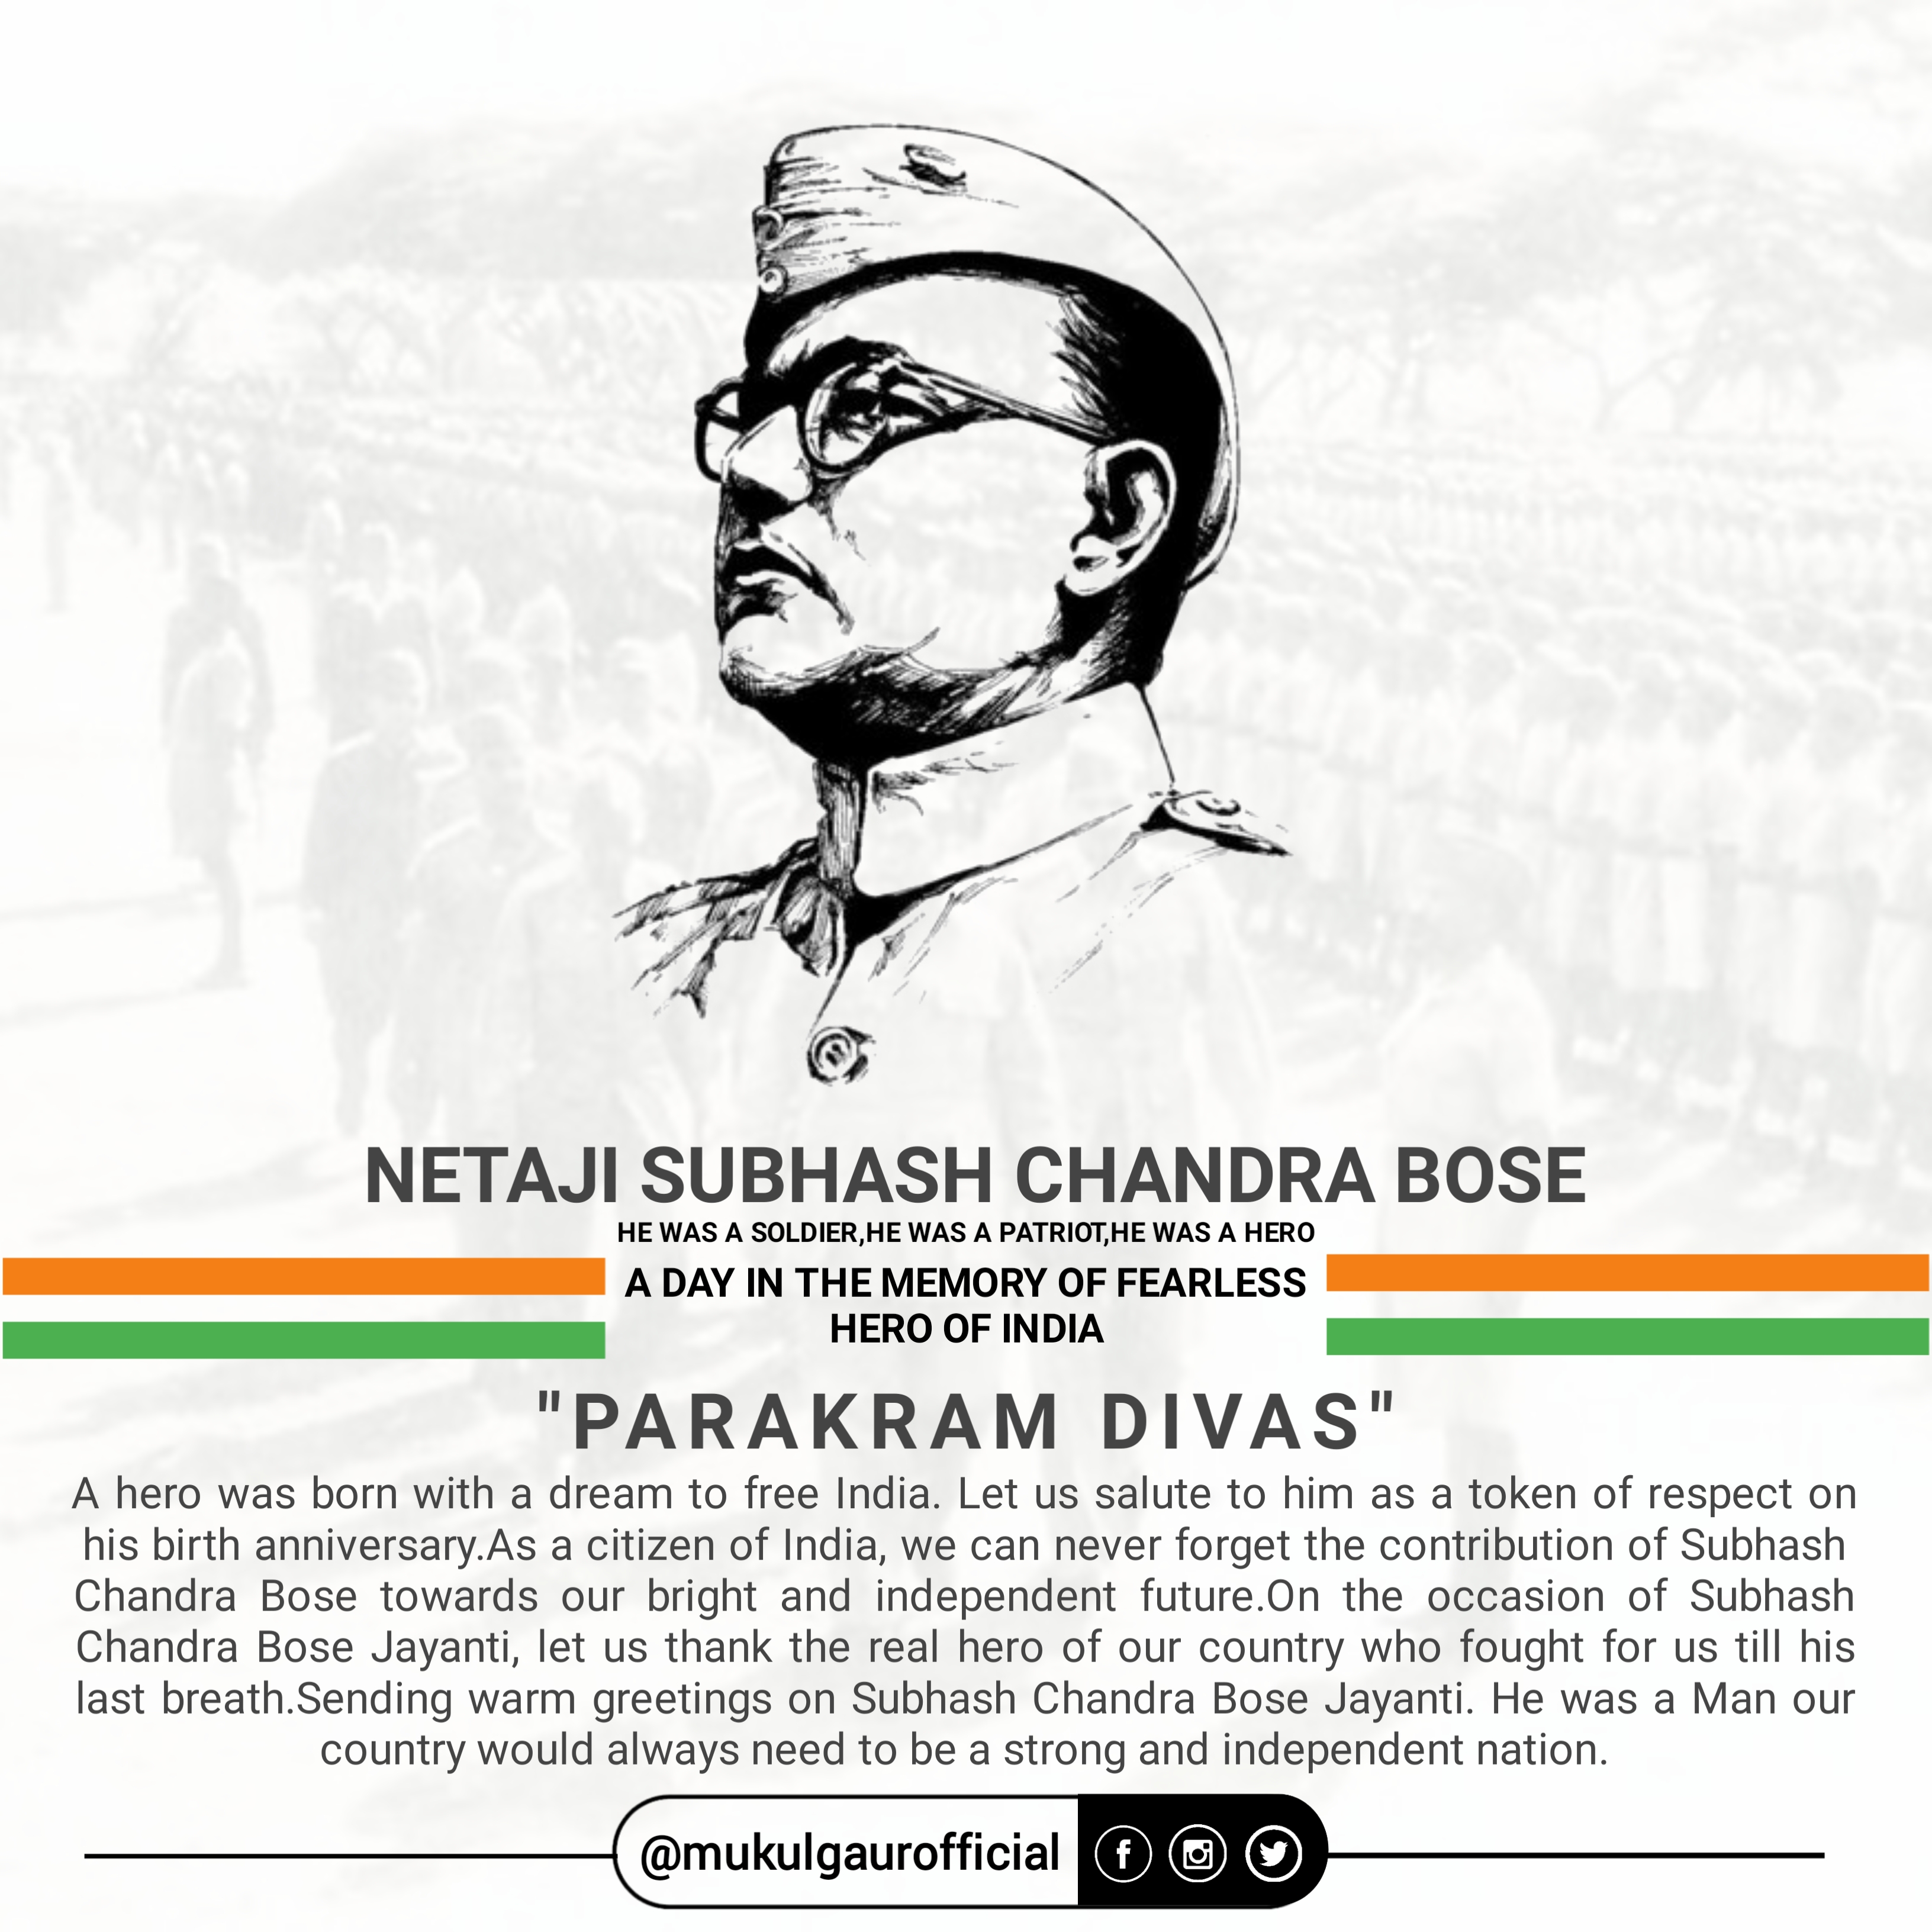 NETAJI SUBHASH CHANDRA BOSE
HE WAS A SOLDIER,HE WAS A PATRIOT,HE WAS A HERO
A DAY IN THE MEMORY OF FEARLESS
HERO OF INDIA
"PARAKRAM DIVAS"
A hero was born with a dream to free India. Let us salute to him as a token of respect on
his birth anniversary.As a citizen of India, we can never forget the contribution of Subhash
Chandra Bose towards our bright and independent future.On the occasion of Subhash
Chandra Bose Jayanti, let us thank the real hero of our country who fought for us till his
last breath.Sending warm greetings on Subhash Chandra Bose Jayanti. He was a Man our
country would always need to be a strong and independent nation.
@mukulgaurofficial